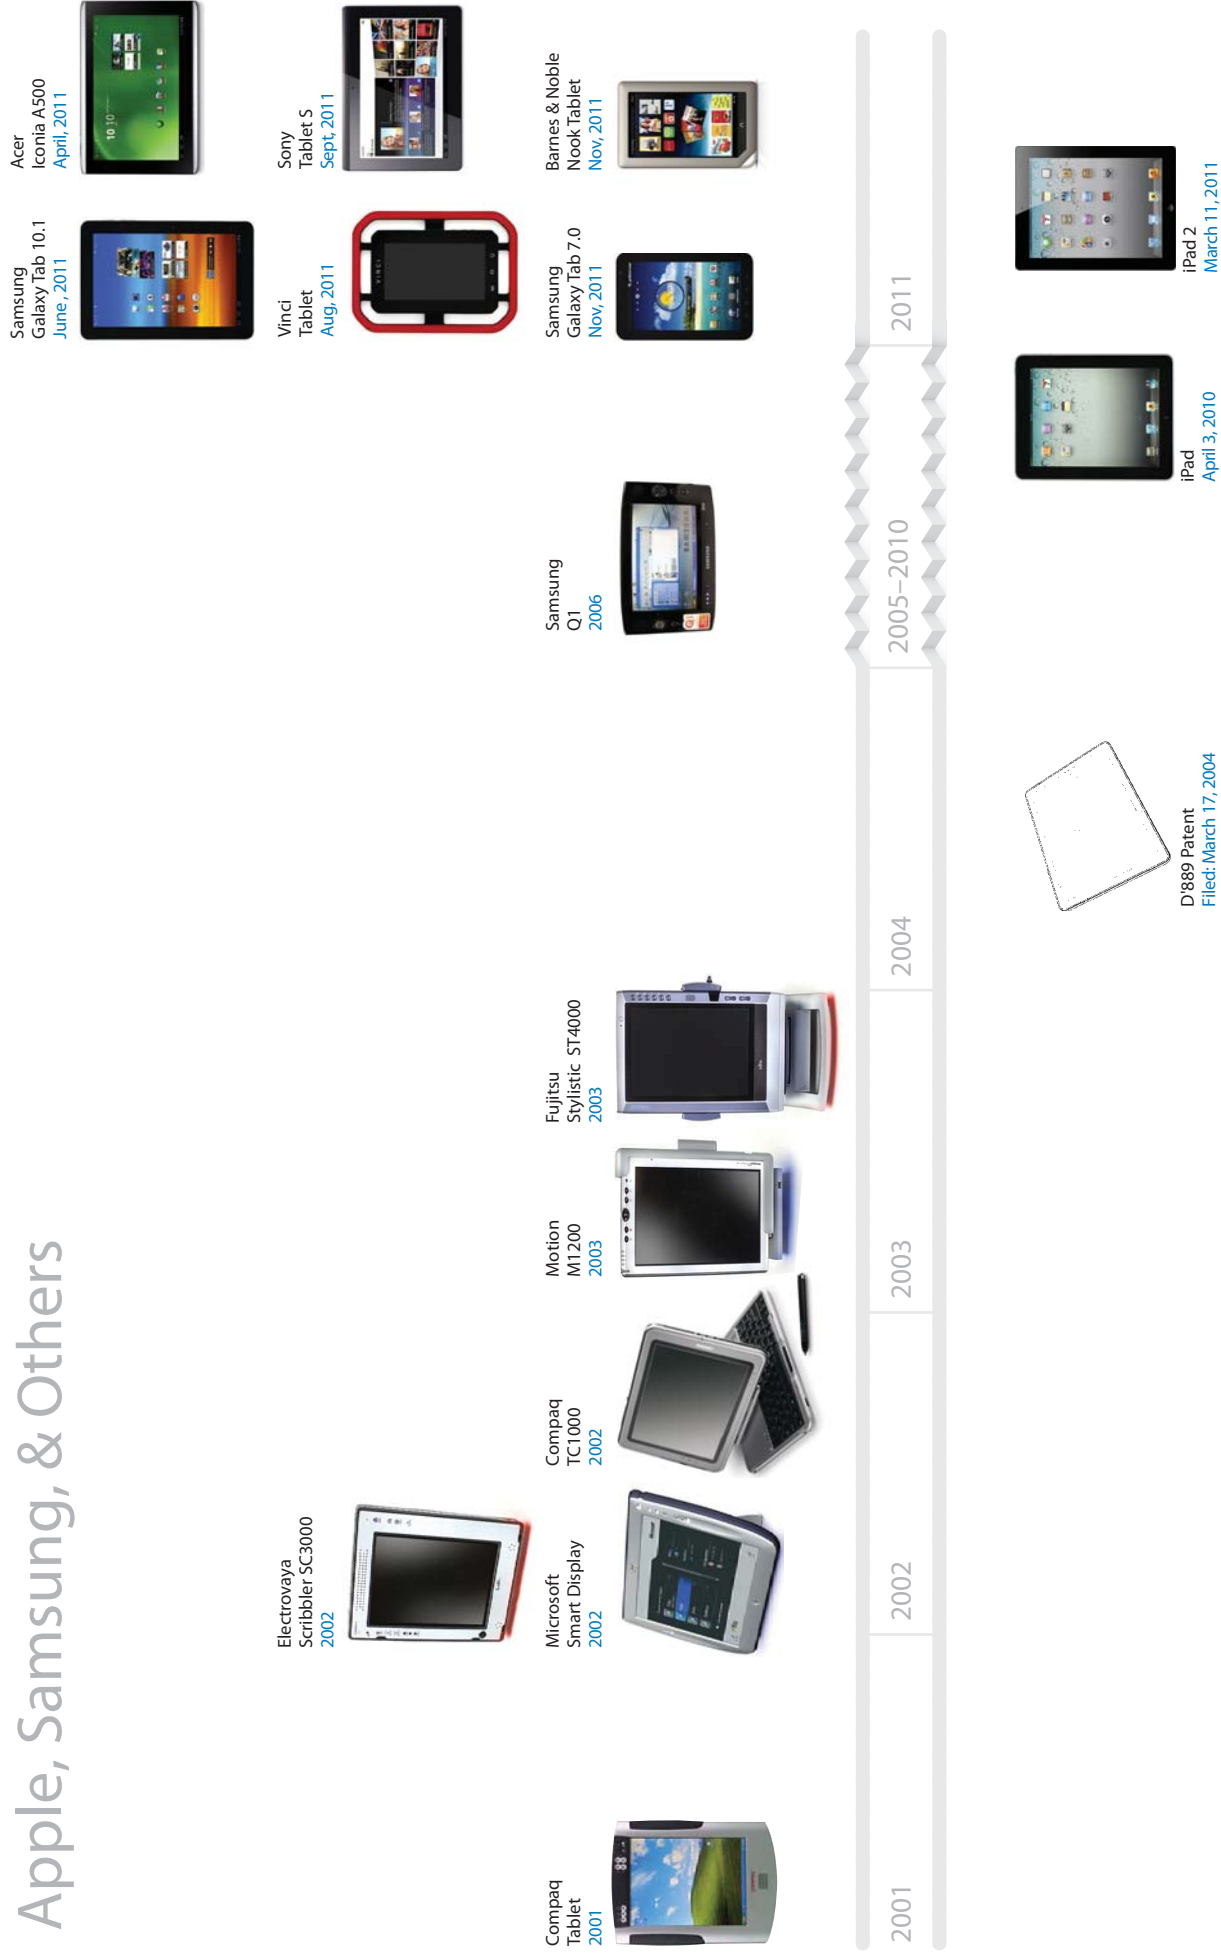 Apple, Samsung, & Others
Compaq
Tablet
2001
Electrovaya
Scribbler SC3000
2002
Microsoft
Smart Display
2002
Compaq
TC1000
2002
Motion
M1200
2003
Fujitsu
Stylistic ST4000
2003
Samsung
Q1
2006
Samsung
Galaxy Tab 10.1
June, 2011
Acer
Iconia A500
April, 2011
Vinci
Tablet
Aug, 2011
Sony
Tablet S
Sept, 2011
Samsung
Galaxy Tab 7.0
Nov, 2011
Barnes & Noble
Nook Tablet
Nov, 2011
10:10
VINCI
SAMSUNG
2001
2002
2003
2004
2005–2010
2011
D'889 Patent
Filed: March 17, 2004
iPad
April 3, 2010
iPad 2
March 11, 2011